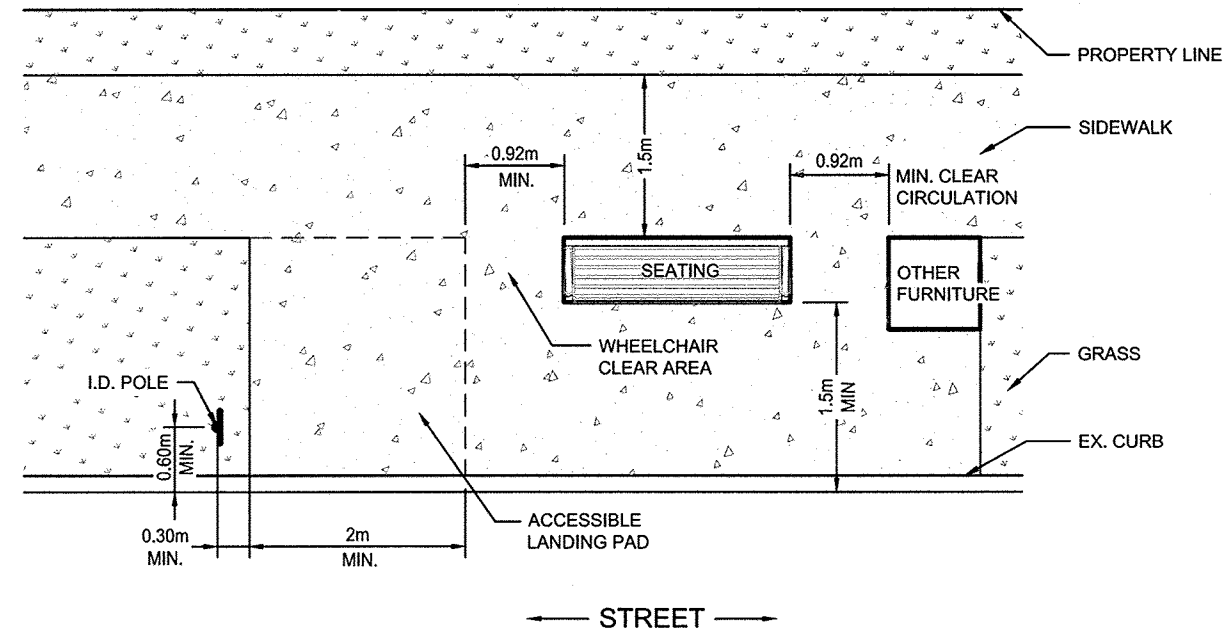 PROPERTY LINE
SIDEWALK
0.92m
MIN.
1.5m
0.92m
MIN. CLEAR
CIRCULATION
SEATING
OTHER
FURNITURE
WHEELCHAIR
CLEAR AREA
GRASS
I.D. POLE
1.5m
MIN
0.60m
MIN.
EX. CURB
0.30m
MIN.
2m
MIN.
ACCESSIBLE
LANDING PAD
STREET